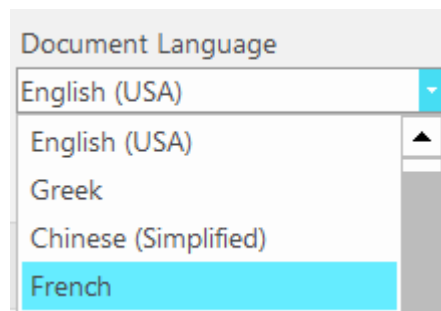 Document Language
English (USA)
English (USA)
Greek
Chinese (Simplified)
French